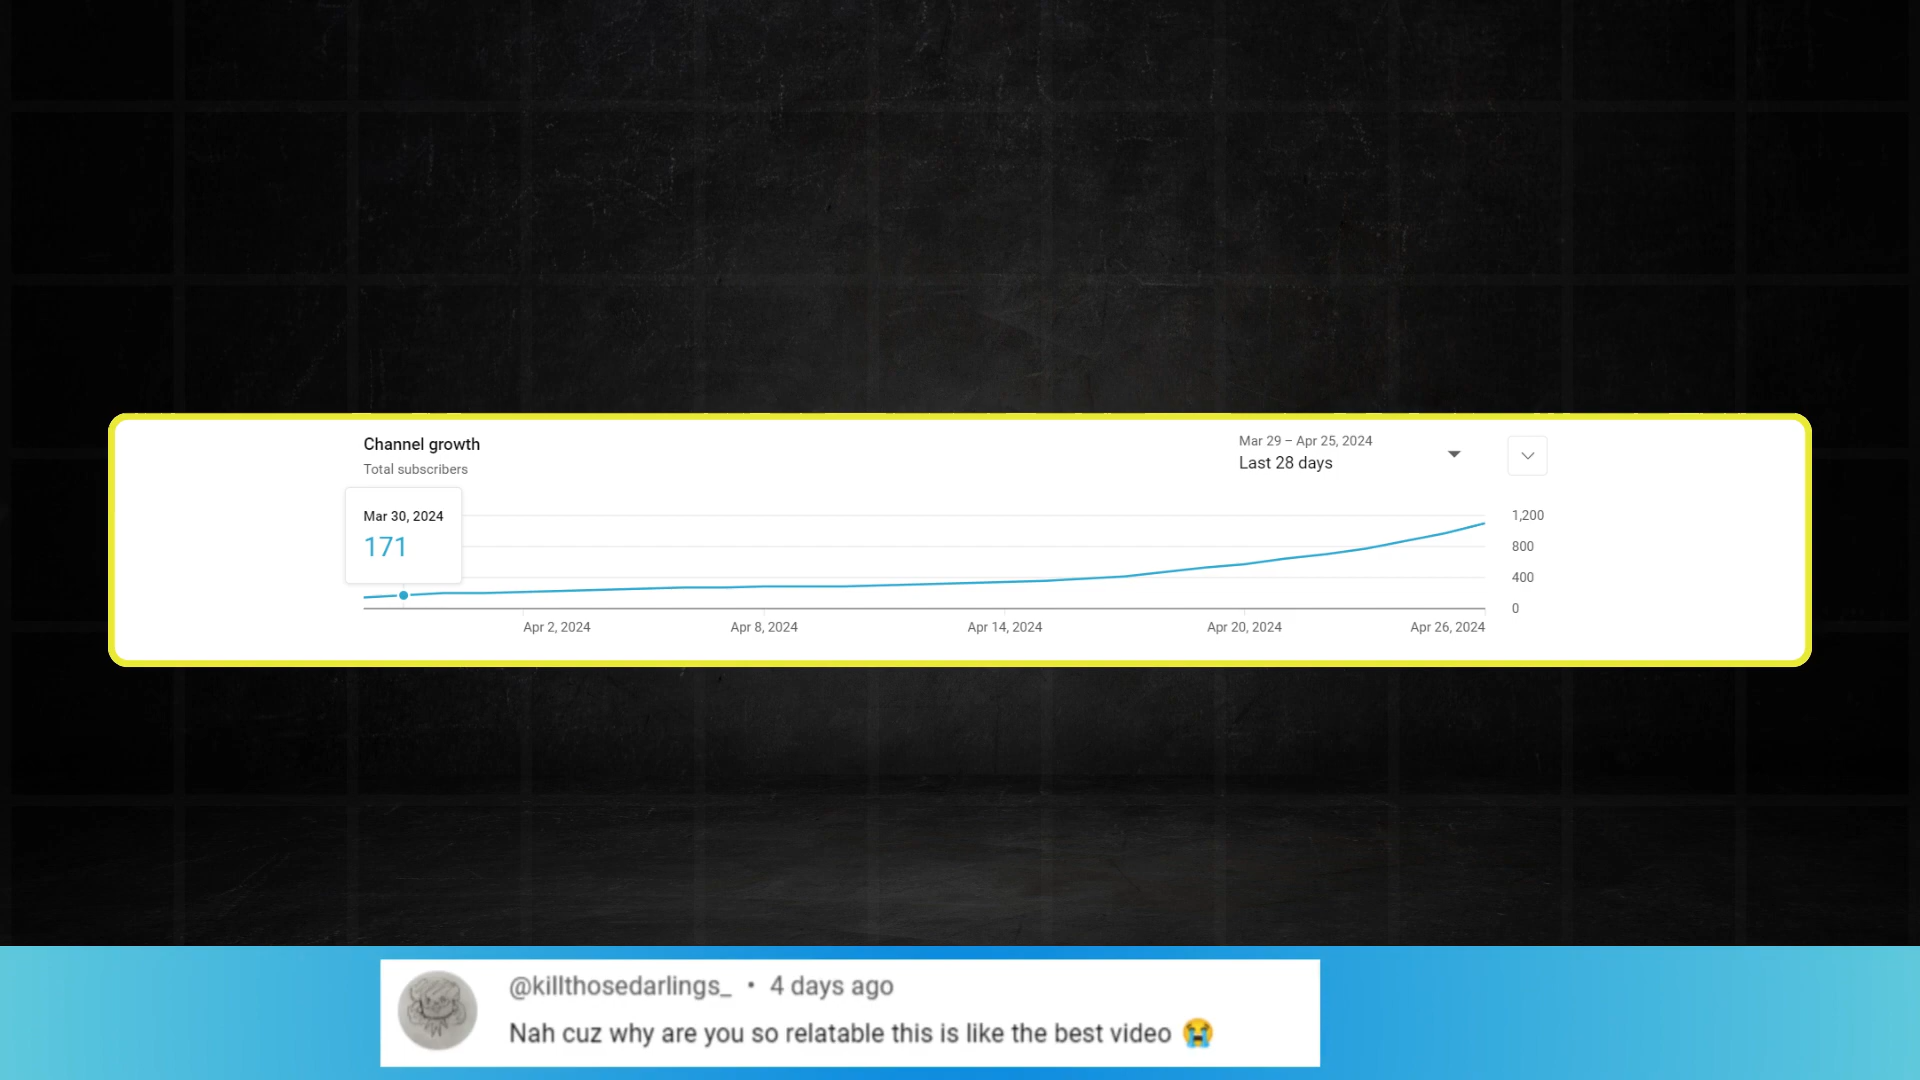 Channel growth
Total subscribers
Mar 29 – Apr 25, 2024
Last 28 days
Mar 30, 2024
171
1,200
800
400
0
Apr 2, 2024
Apr 8, 2024
Apr 14, 2024
Apr 20, 2024
Apr 26, 2024
@killthosedarlings_ • 4 days ago
Nah cuz why are you so relatable this is like the best video 😭